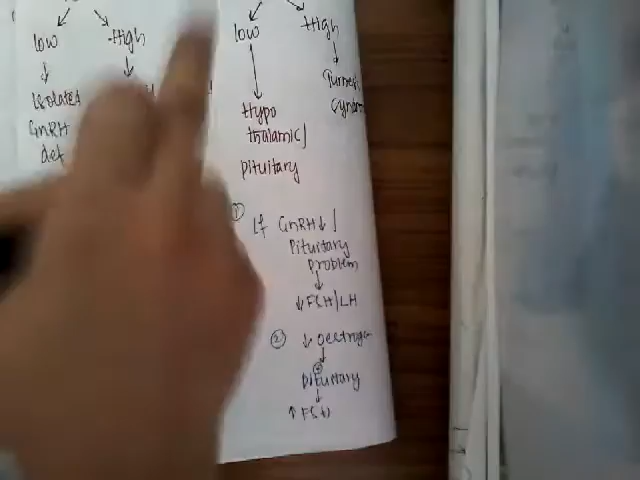 low
High
Isolated
GnRH
def
low
High
Turner
Syndrome
Hypo
thalamic/
pituitary
① If GnRH↓/
Pituitary
problem
↓
↓FSH/LH
② ↓ oestrogen
↓
⊕
pituitary
↓
↑FSH